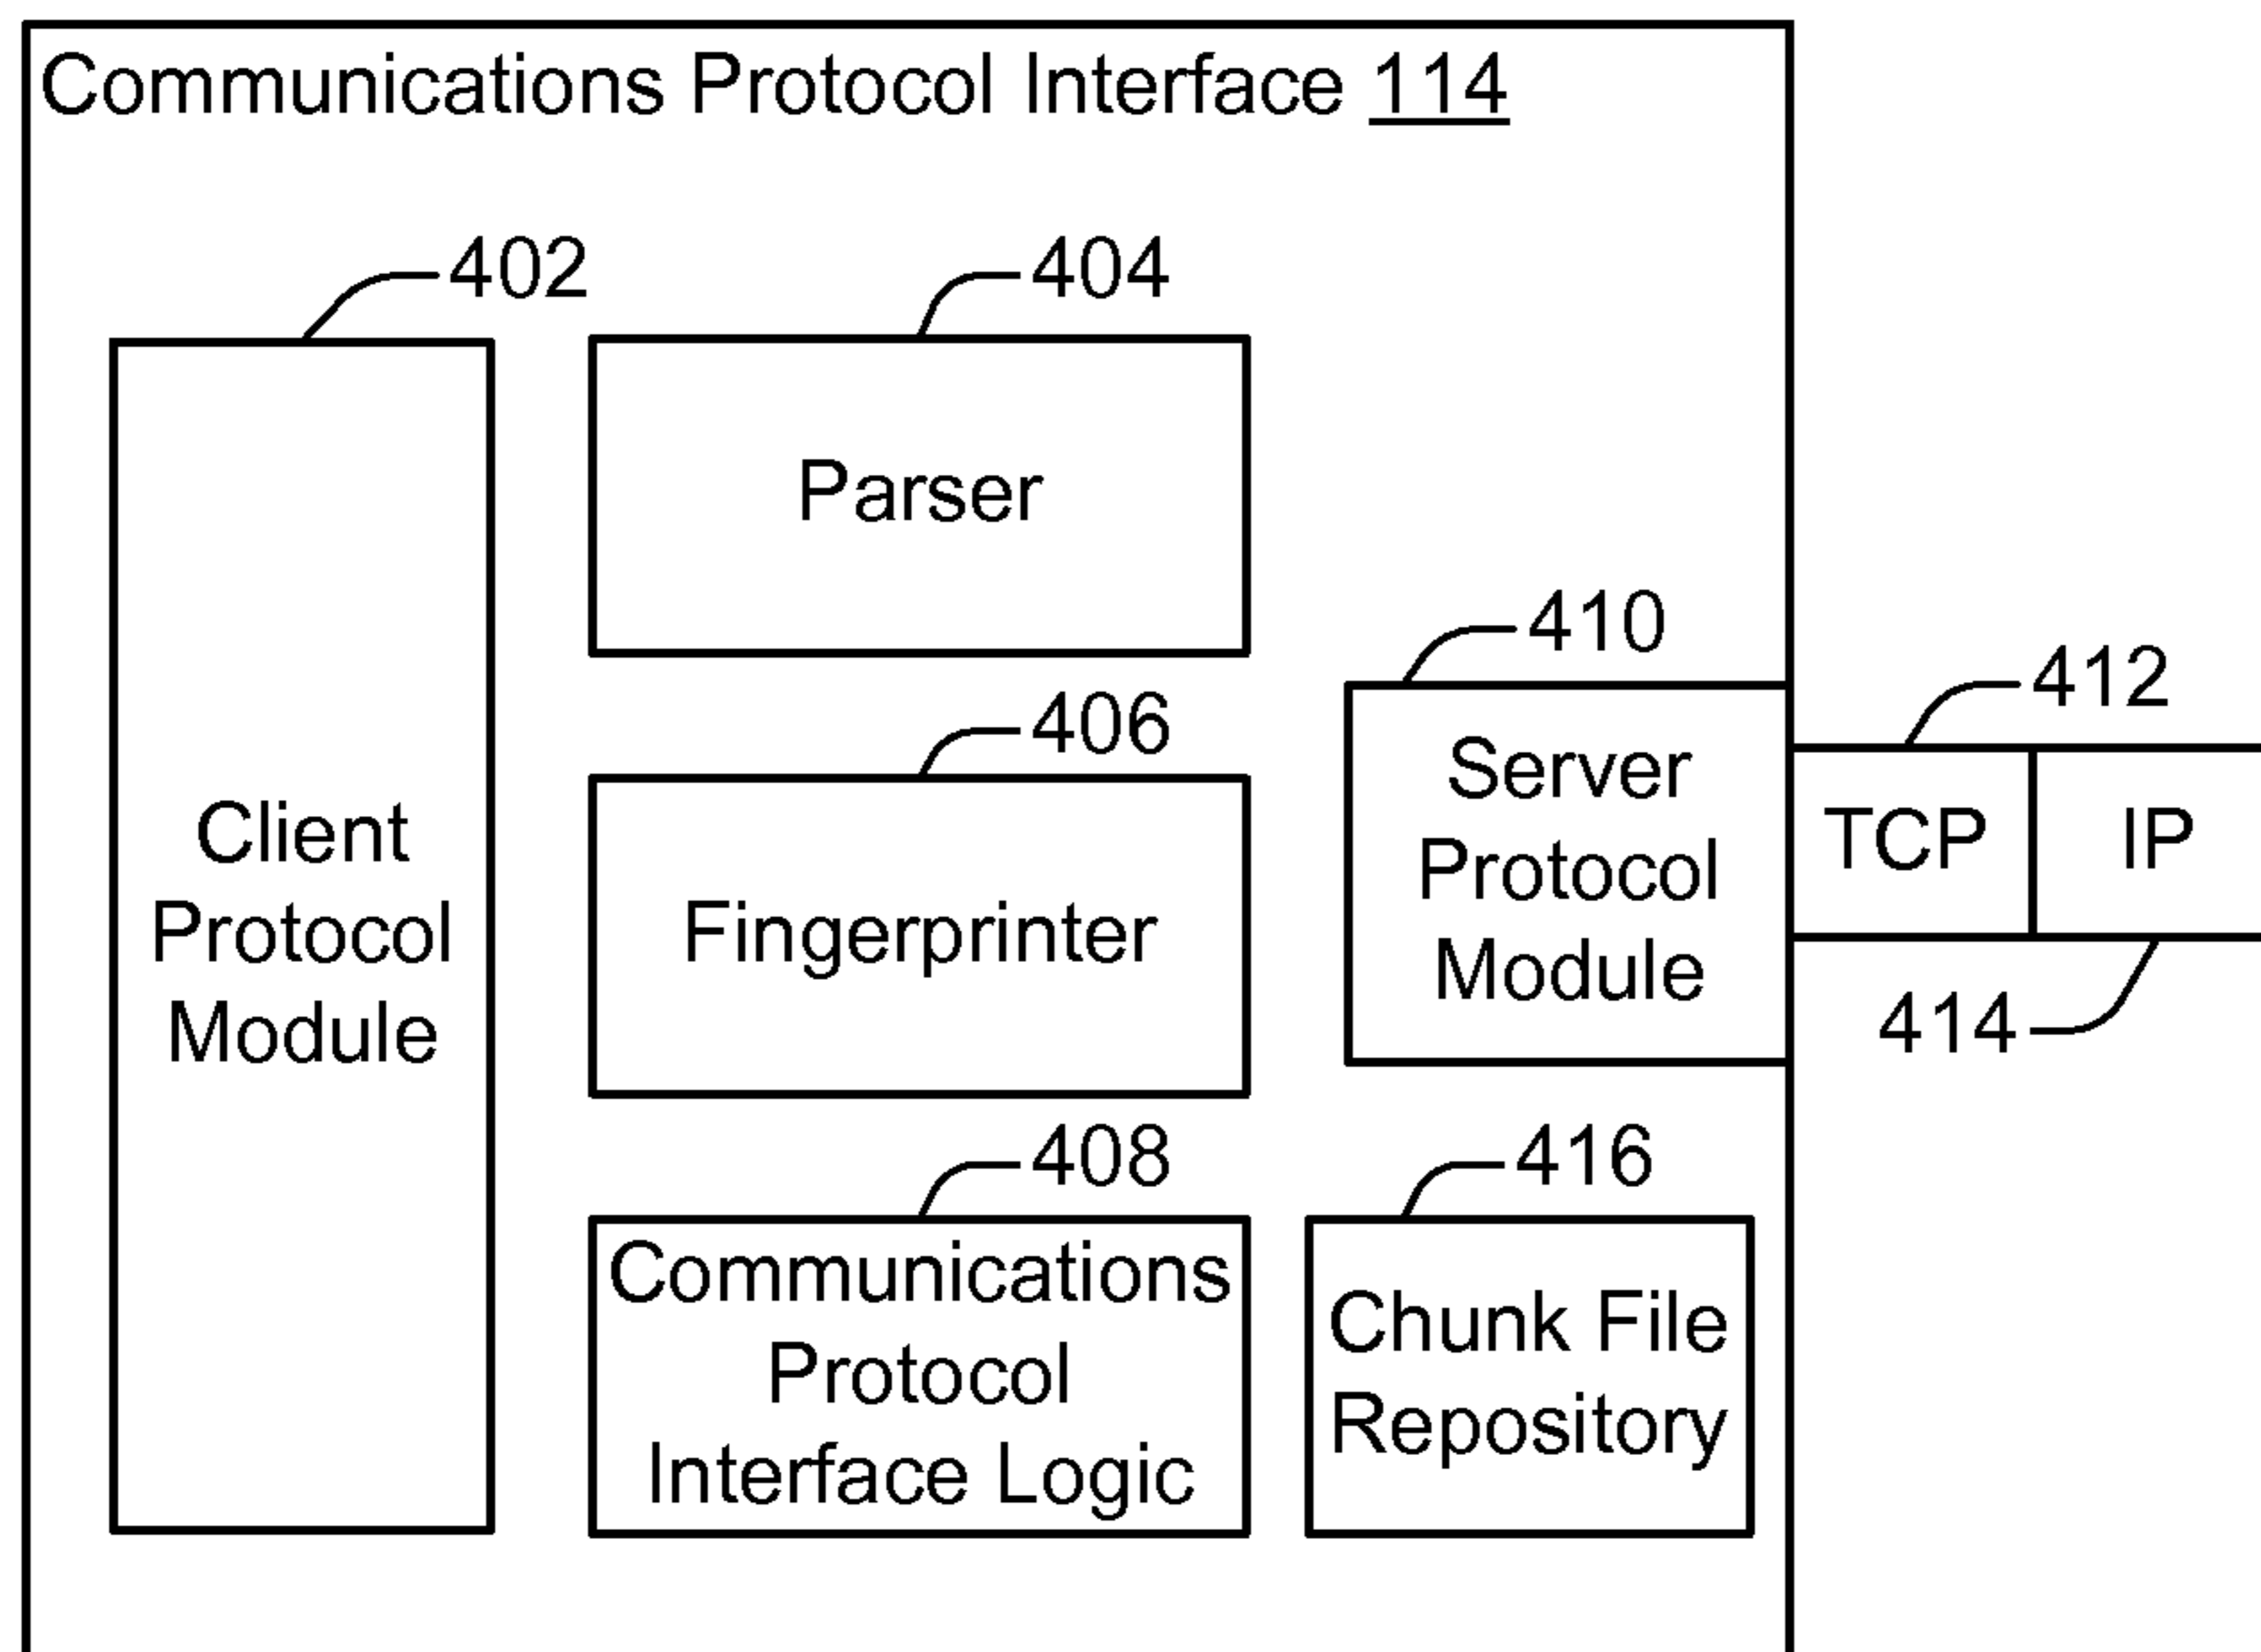 Communications Protocol Interface 114
402
404
Parser
410
412
406
Client
Protocol
Module
Fingerprinter
Server
Protocol
Module
TCP
IP
414
408
416
Communications
Protocol
Interface Logic
Chunk File
Repository